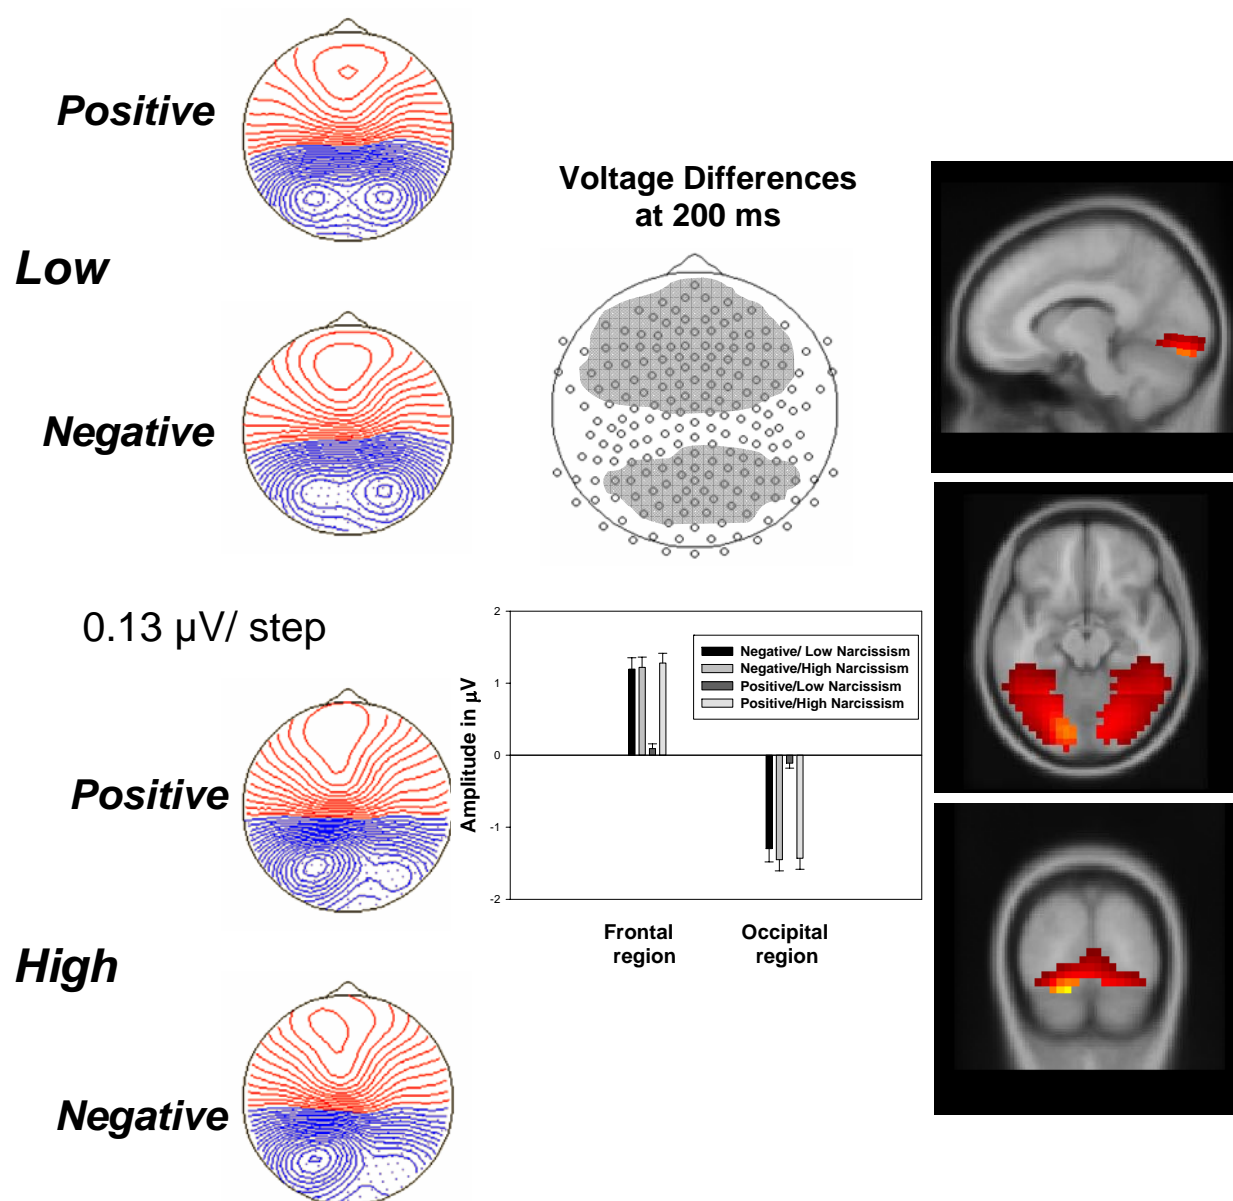 Positive
Low
Negative
0.13 µV/ step
Positive
High
Negative
Voltage Differences
at 200 ms
2
1
0
-1
-2
Amplitude in µV
Negative/ Low Narcissism
Negative/High Narcissism
Positive/Low Narcissism
Positive/High Narcissism
Frontal
region
Occipital
region